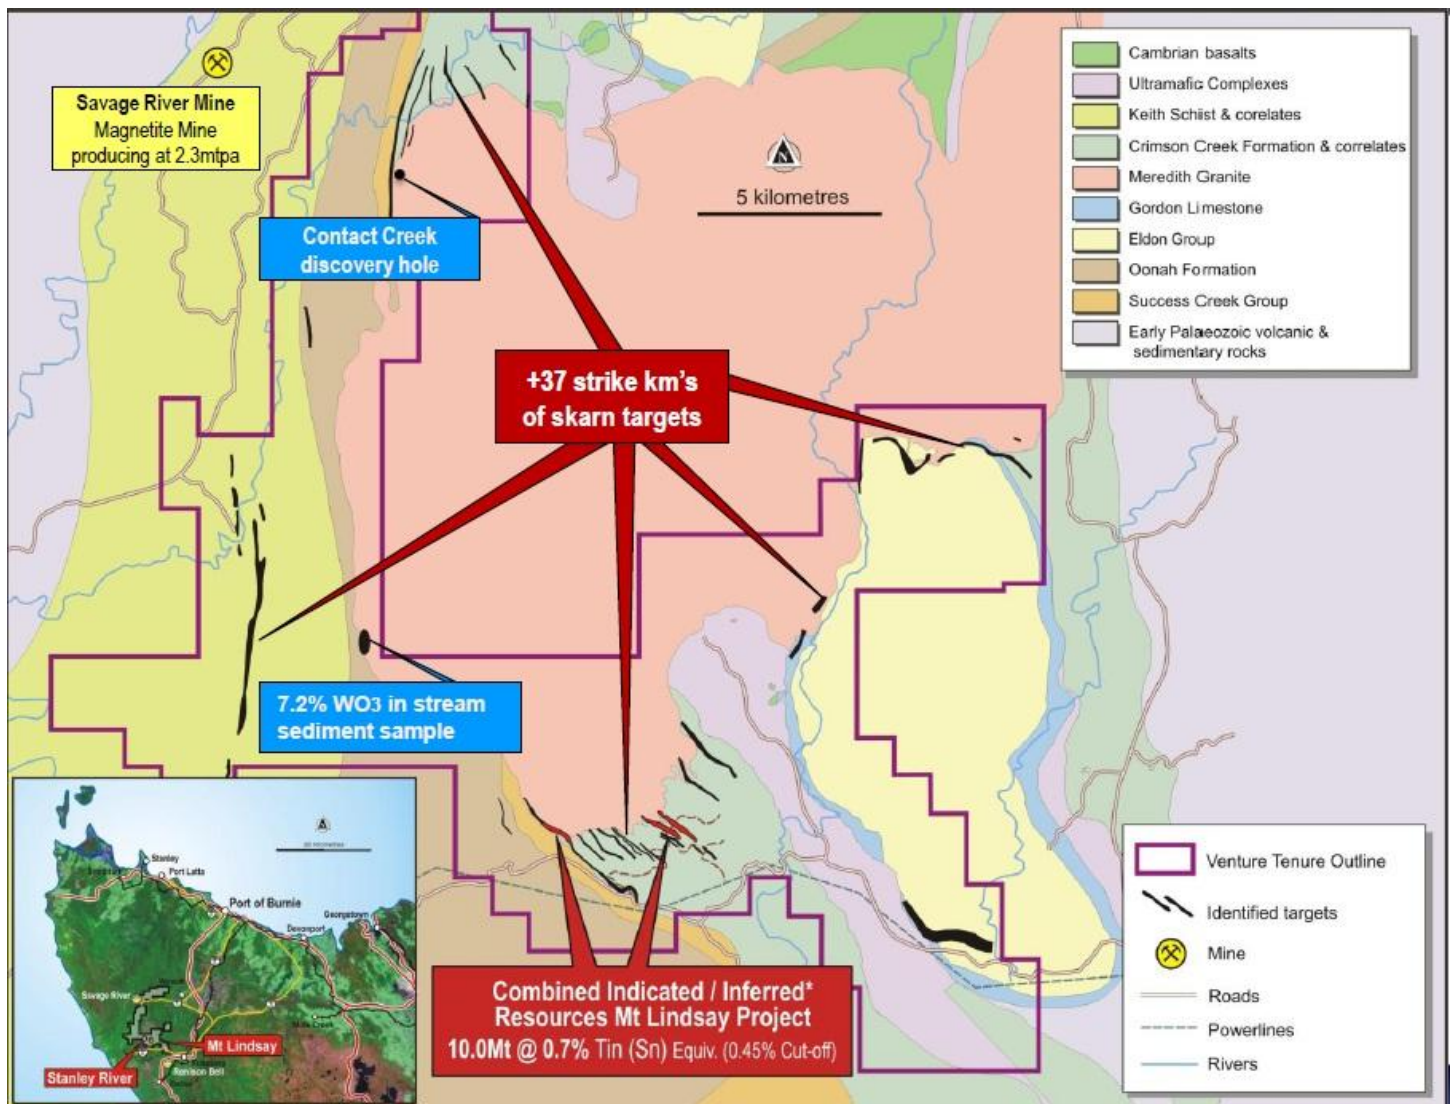 Savage River Mine
Magnetite Mine
producing at 2.3mtpa
Contact Creek
discovery hole
5 kilometres
N
Cambrian basalts
Ultramafic Complexes
Keith Schiist & corelates
Crimson Creek Formation & correlates
Meredith Granite
Gordon Limestone
Eldon Group
Oonah Formation
Success Creek Group
Early Palaeozoic volcanic &
sedimentary rocks
+37 strike km's
of skarn targets
7.2% WO3 in stream
sediment sample
Combined Indicated / Inferred*
Resources Mt Lindsay Project
10.0Mt @ 0.7% Tin (Sn) Equiv. (0.45% Cut-off)
Venture Tenure Outline
Identified targets
Mine
Roads
Powerlines
Rivers
Stanley
Port Latta
Port of Burnie
Georgetown
Devonport
Savage River
Mt Lindsay
Renison Bell
Stanley River